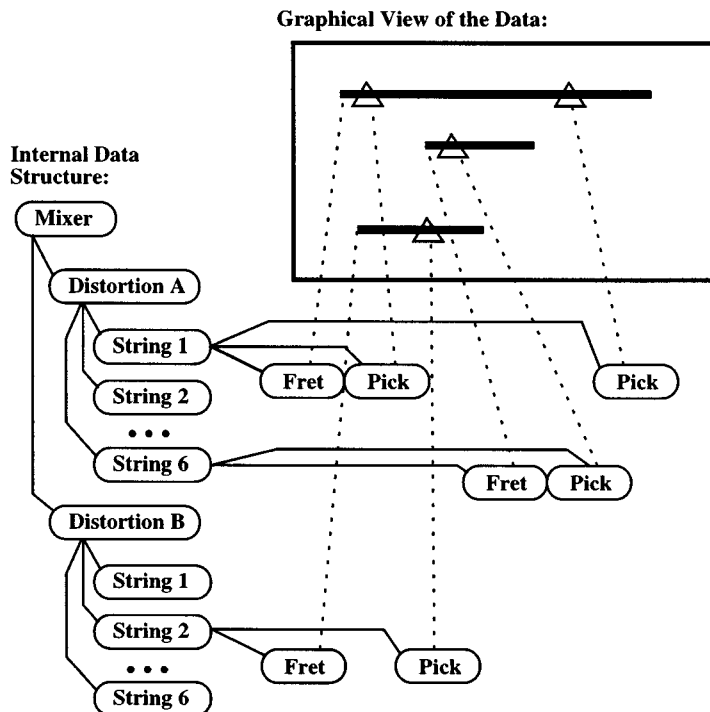 Graphical View of the Data:
Internal Data
Structure:
Mixer
Distortion A
String 1
Fret
Pick
Pick
String 2
• • •
String 6
Fret
Pick
Distortion B
String 1
String 2
Fret
Pick
• • •
String 6